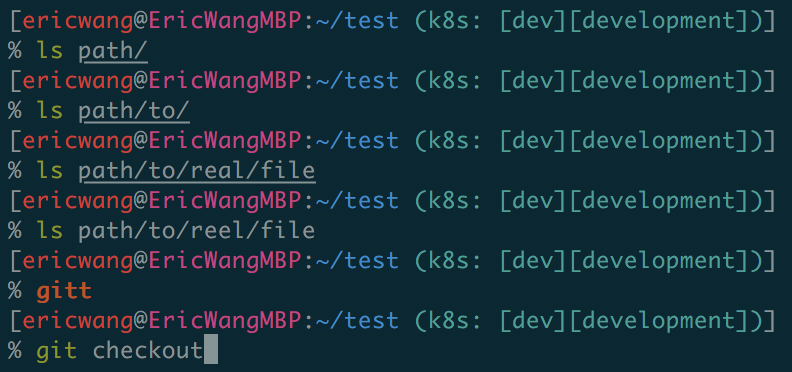 [ericwang@EricWangMBP:~/test (k8s: [dev][development])]
% ls path/
[ericwang@EricWangMBP:~/test (k8s: [dev][development])]
% ls path/to/
[ericwang@EricWangMBP:~/test (k8s: [dev][development])]
% ls path/to/real/file
[ericwang@EricWangMBP:~/test (k8s: [dev][development])]
% ls path/to/reel/file
[ericwang@EricWangMBP:~/test (k8s: [dev][development])]
% gitt
[ericwang@EricWangMBP:~/test (k8s: [dev][development])]
% git checkout